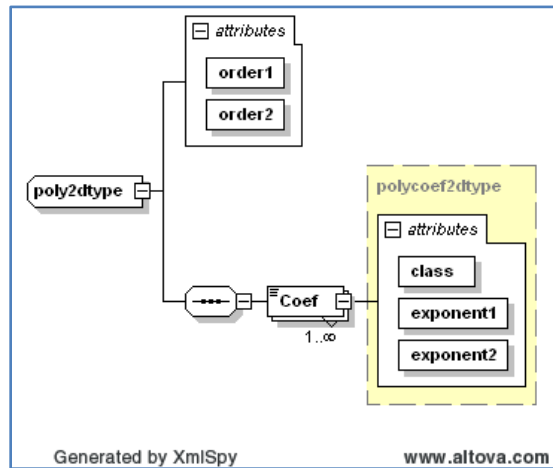 attributes
order1
order2
poly2dtype
polycoef2dtype
attributes
class
Coef
exponent1
1..∞
exponent2
Generated by XmlSpy
www.altova.com